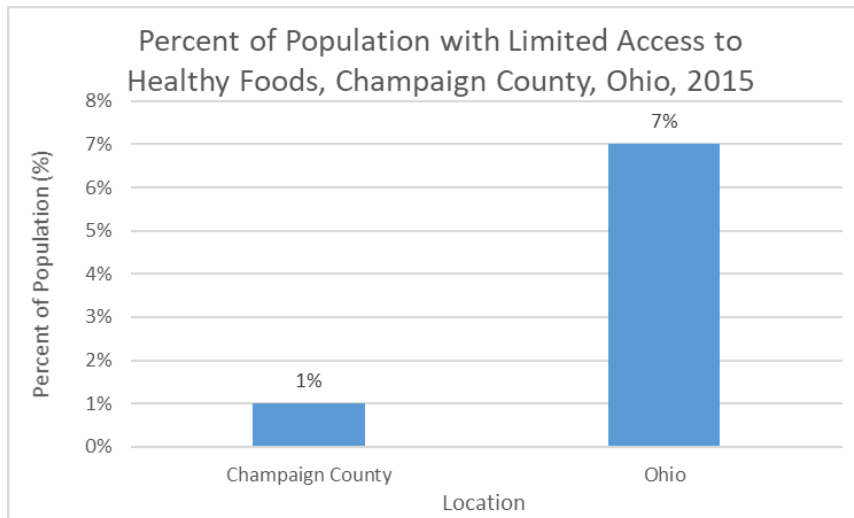 Percent of Population with Limited Access to
Healthy Foods, Champaign County, Ohio, 2015
8%
7%
6%
5%
4%
3%
2%
1%
0%
Percent of Population (%)
1%
7%
Champaign County
Ohio
Location